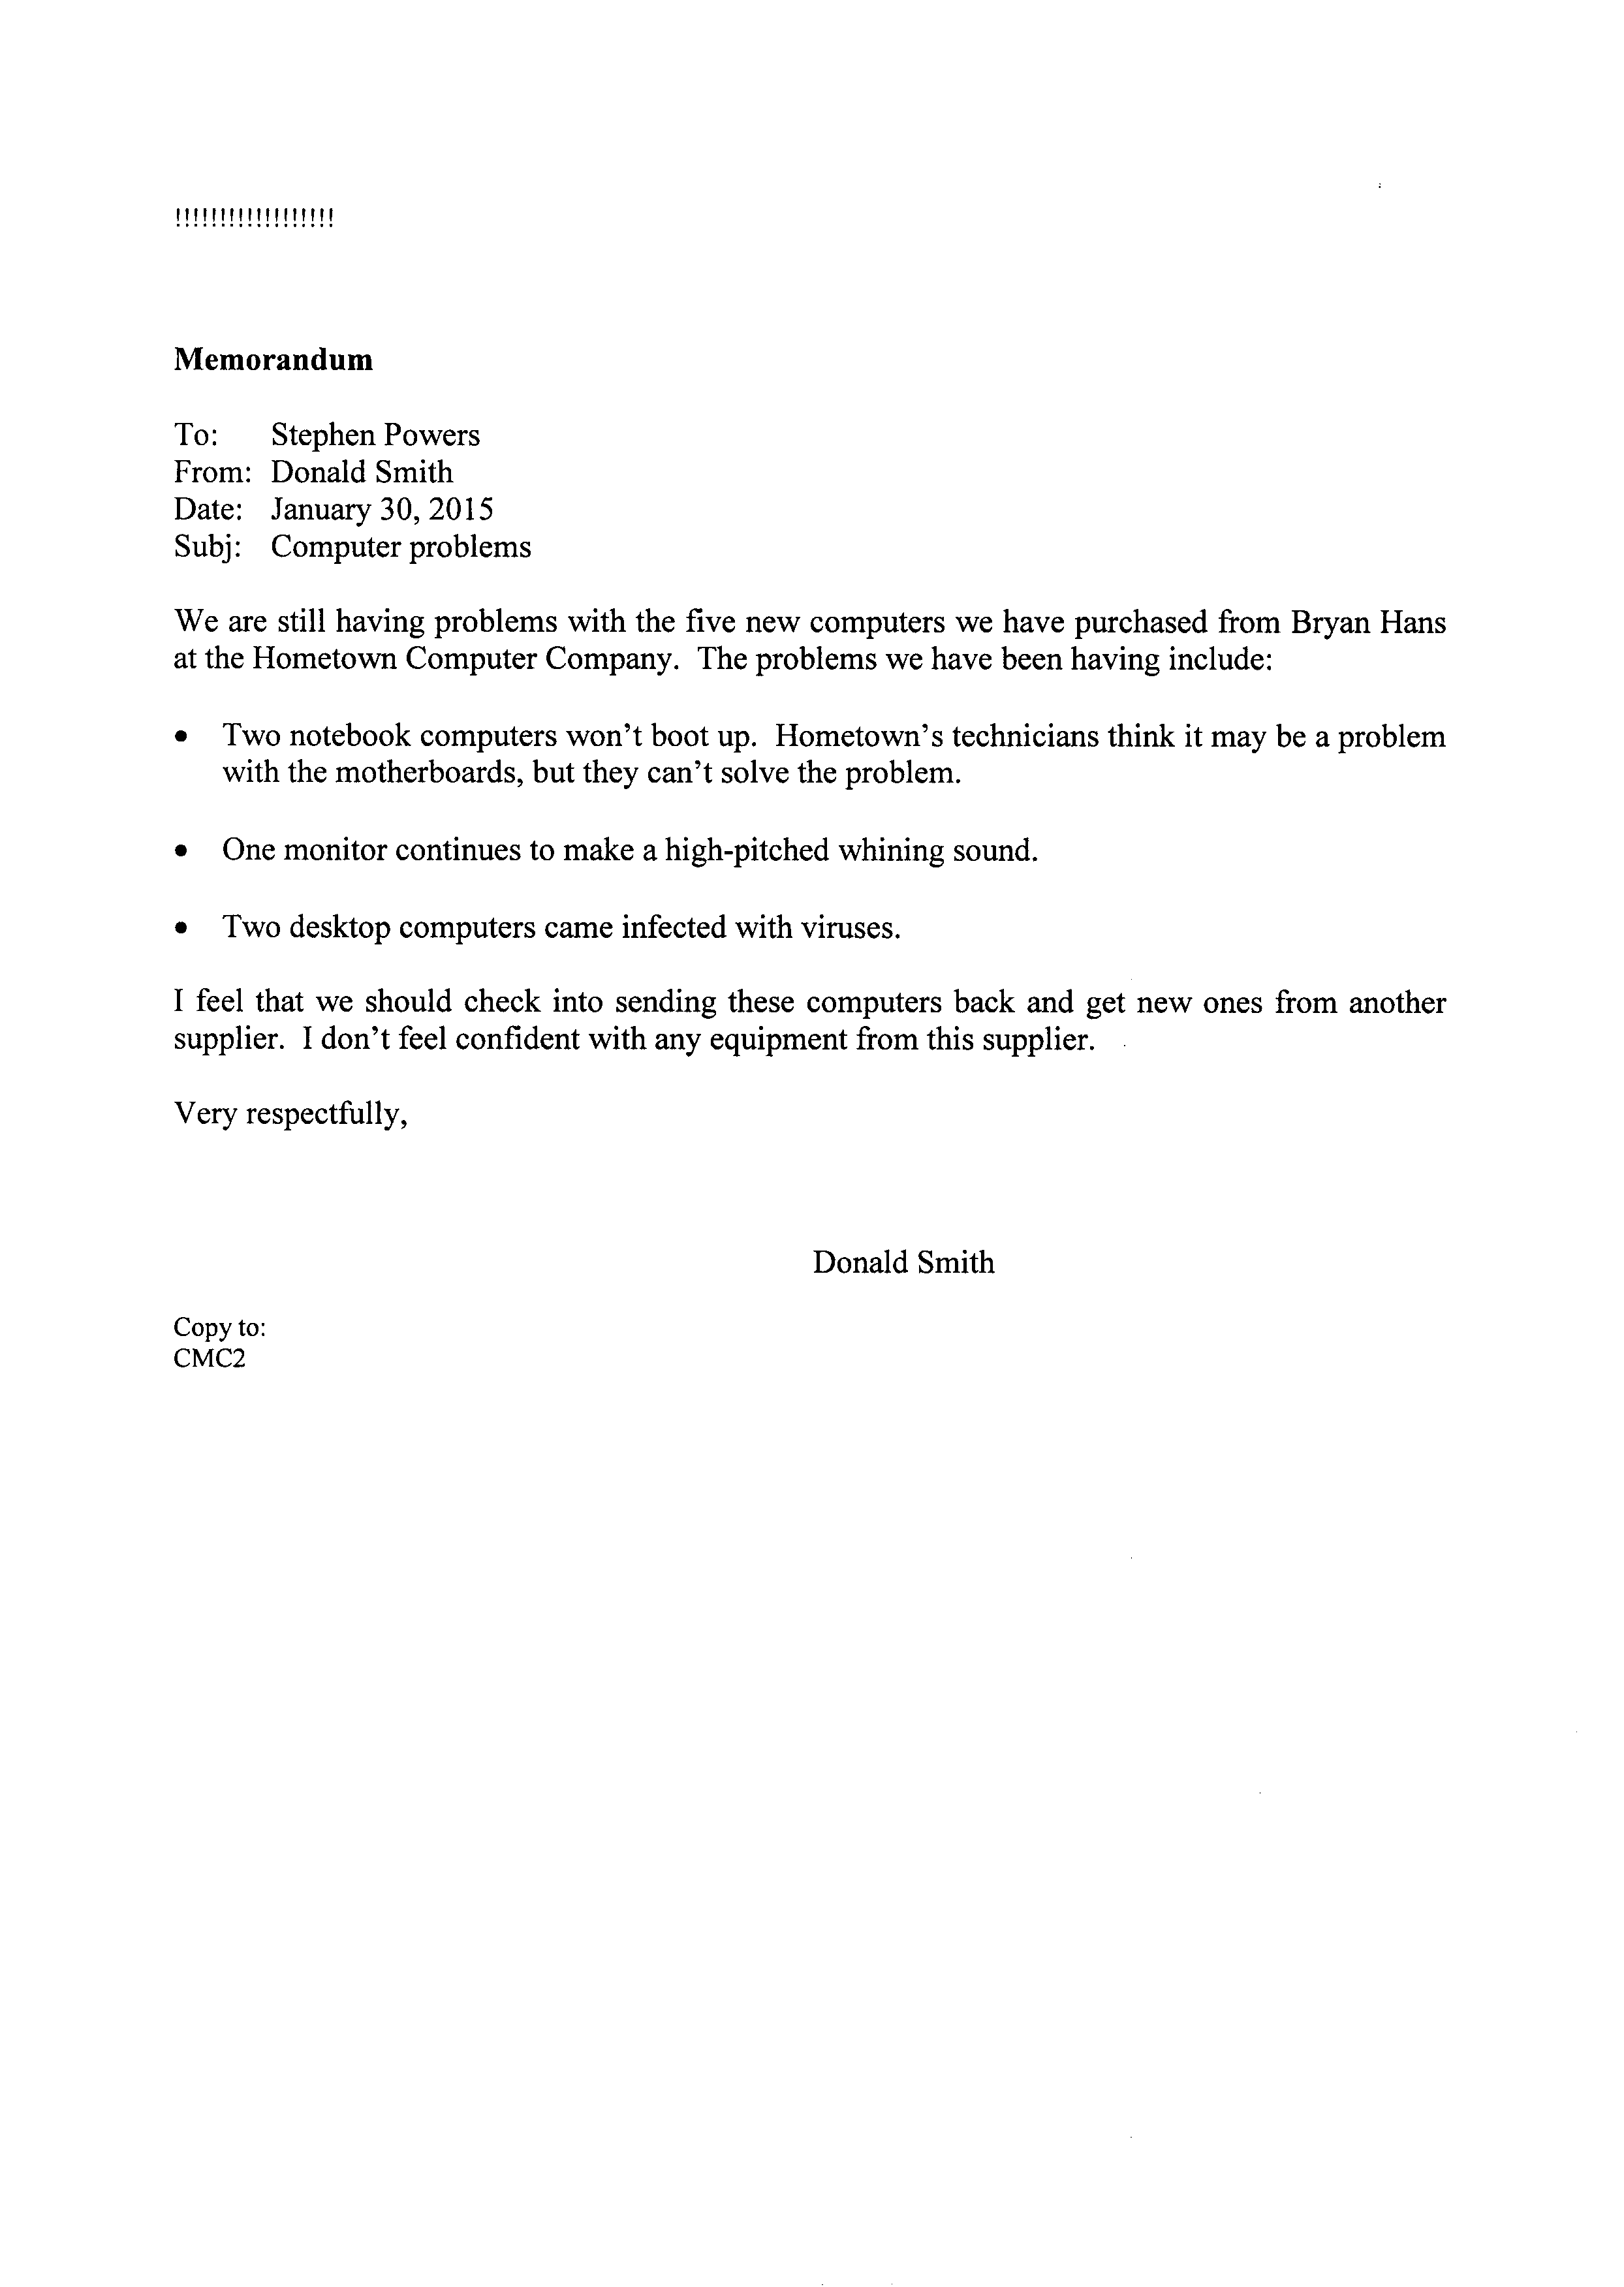 !!!!!!!!!!!!!!!!!!
Memorandum
To: Stephen Powers
From: Donald Smith
Date: January 30, 2015
Subj: Computer problems
We are still having problems with the five new computers we have purchased from Bryan Hans
at the Hometown Computer Company. The problems we have been having include:
• Two notebook computers won't boot up. Hometown's technicians think it may be a problem
with the motherboards, but they can't solve the problem.
• One monitor continues to make a high-pitched whining sound.
• Two desktop computers came infected with viruses.
I feel that we should check into sending these computers back and get new ones from another
supplier. I don't feel confident with any equipment from this supplier.
Very respectfully,
Donald Smith
Copy to:
CMC2